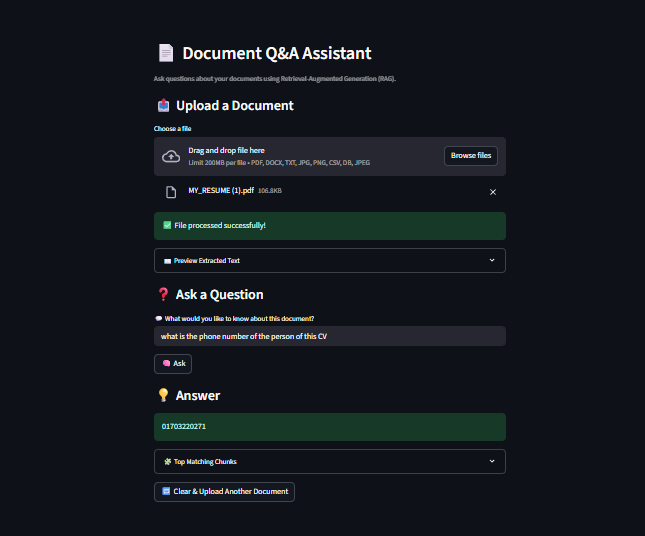 Document Q&A Assistant
Ask questions about your documents using Retrieval-Augmented Generation (RAG).
Upload a Document
Choose a file
Drag and drop file here
Limit 200MB per file • PDF, DOCX, TXT, JPG, PNG, CSV, DB, JPEG
Browse files
MY_RESUME (1).pdf 106.8KB
File processed successfully!
Preview Extracted Text
Ask a Question
What would you like to know about this document?
what is the phone number of the person of this CV
Ask
Answer
01703220271
Top Matching Chunks
Clear & Upload Another Document